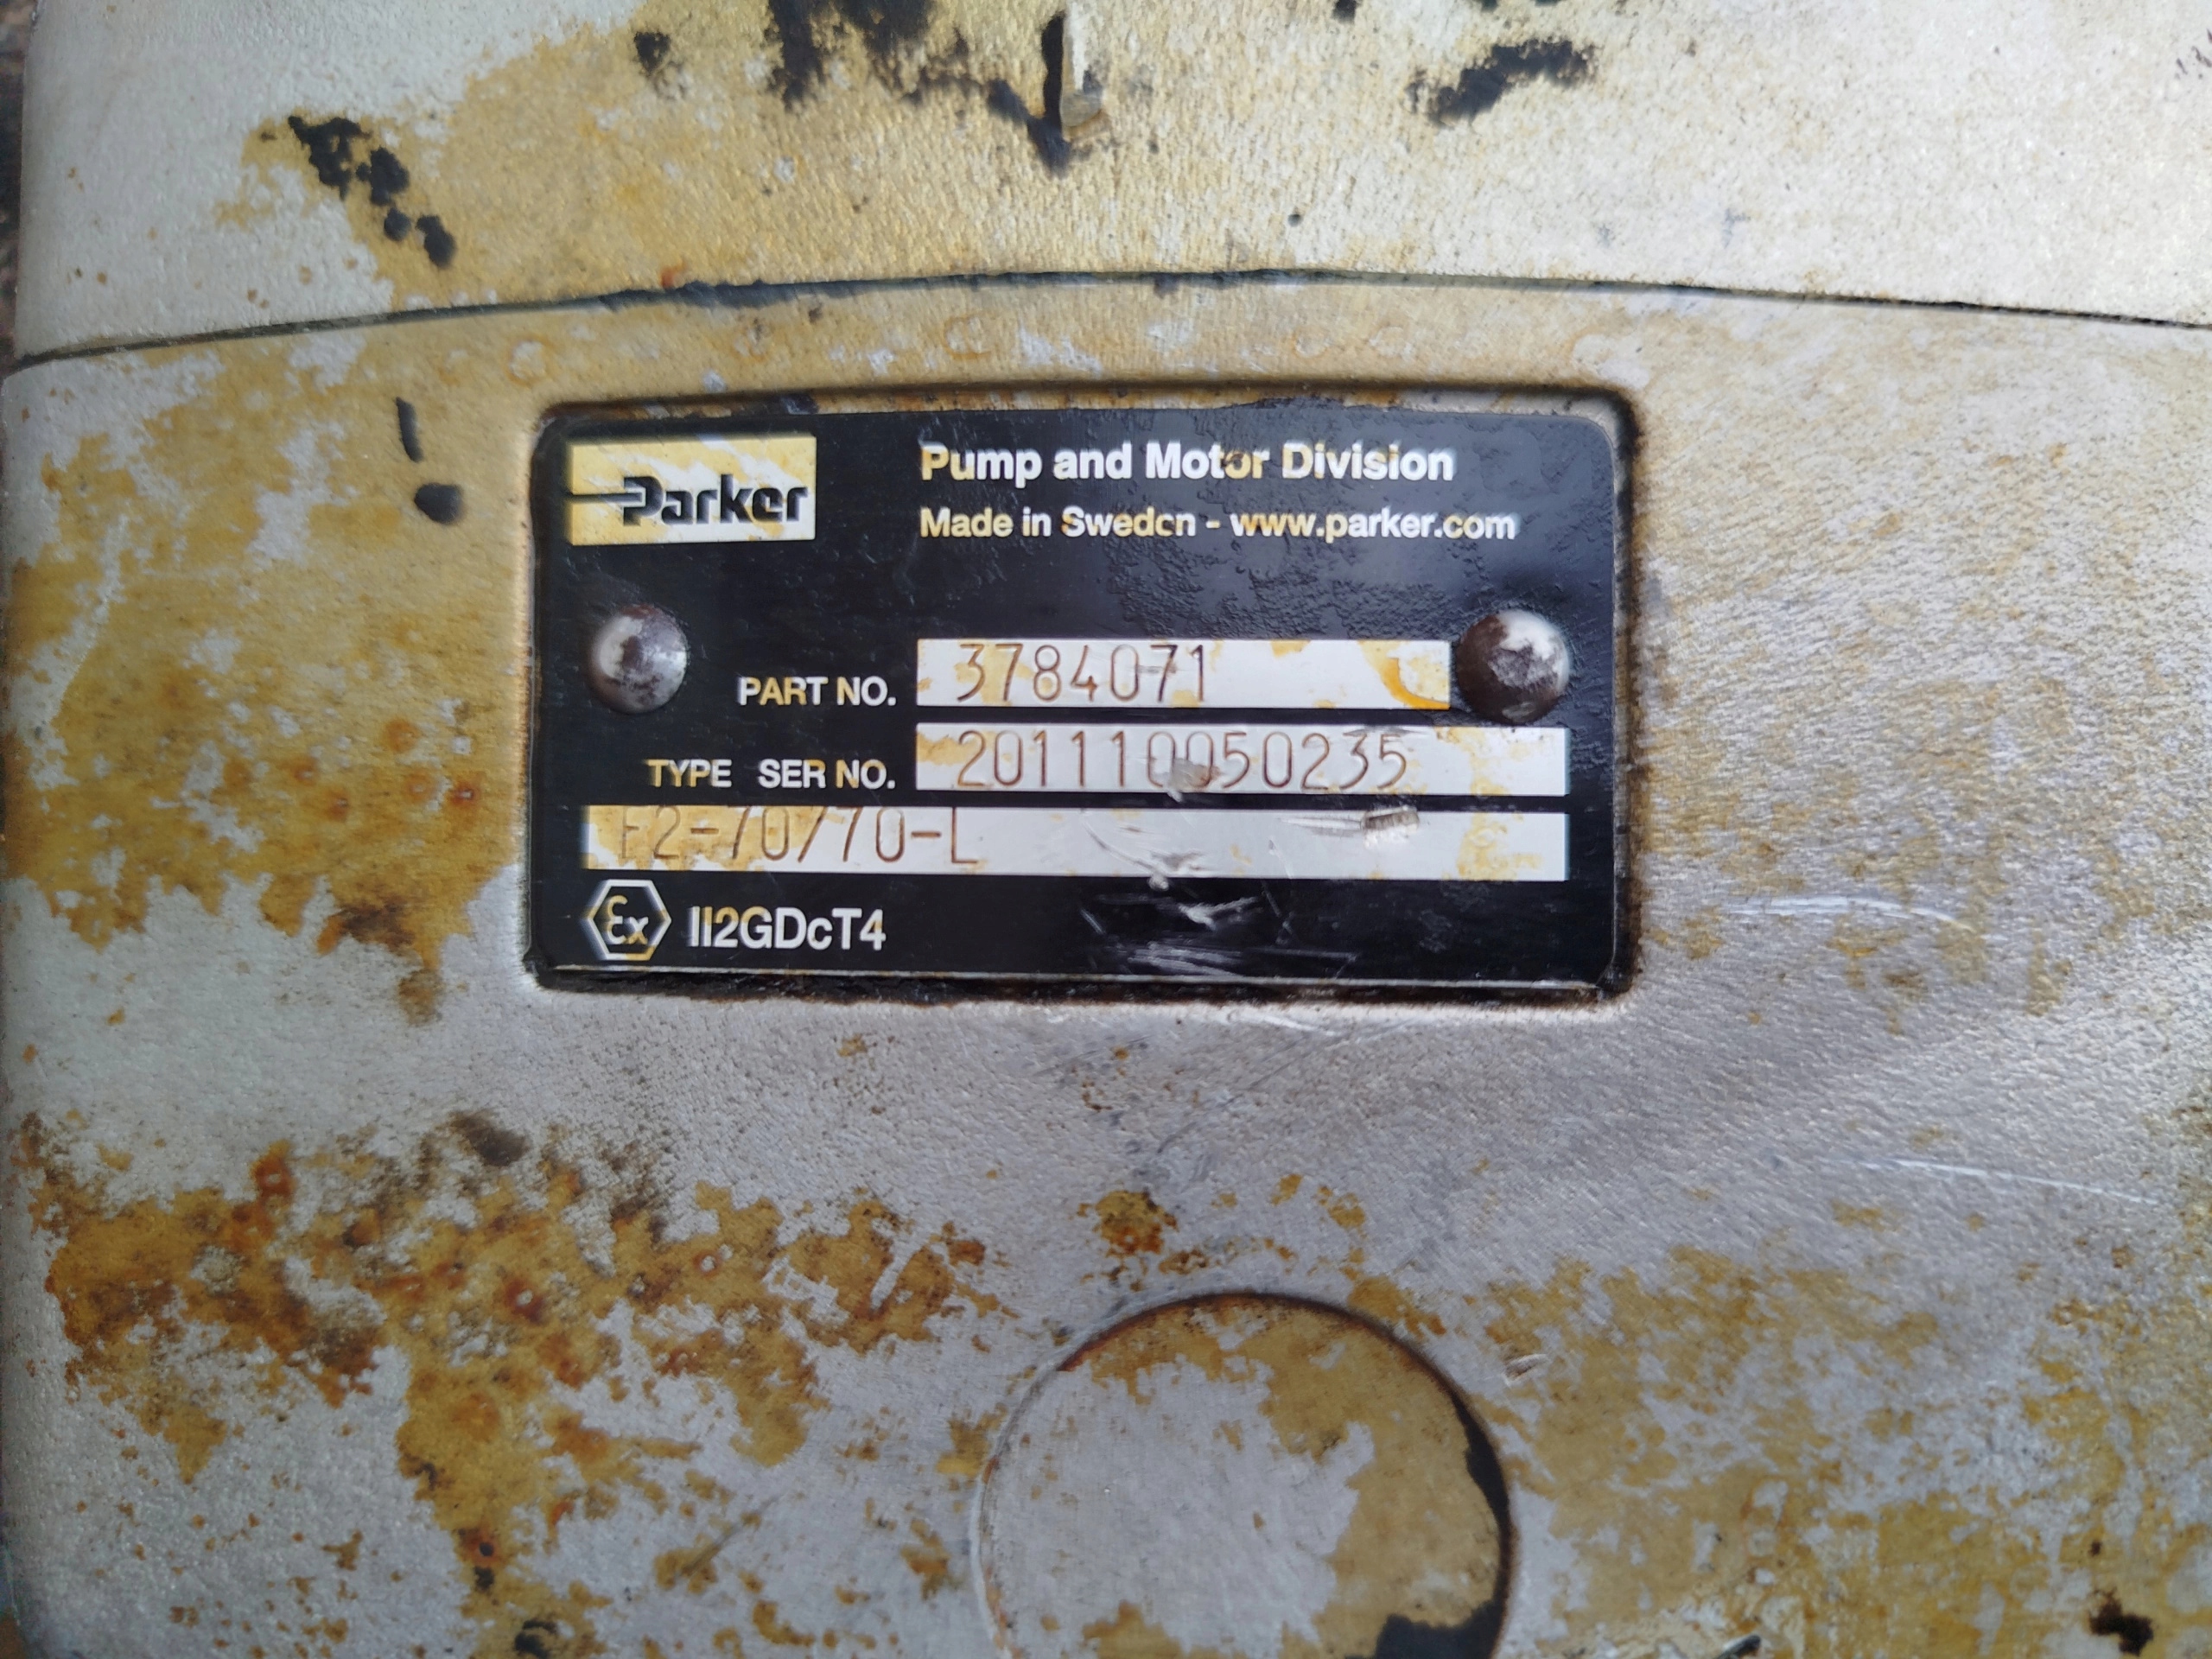 Parker
Pump and Motor Division
Made in Sweden - www.parker.com
PART NO. 3784071
TYPE SER NO. 201110050235
F2-70/70-L
Ex II2GDcT4